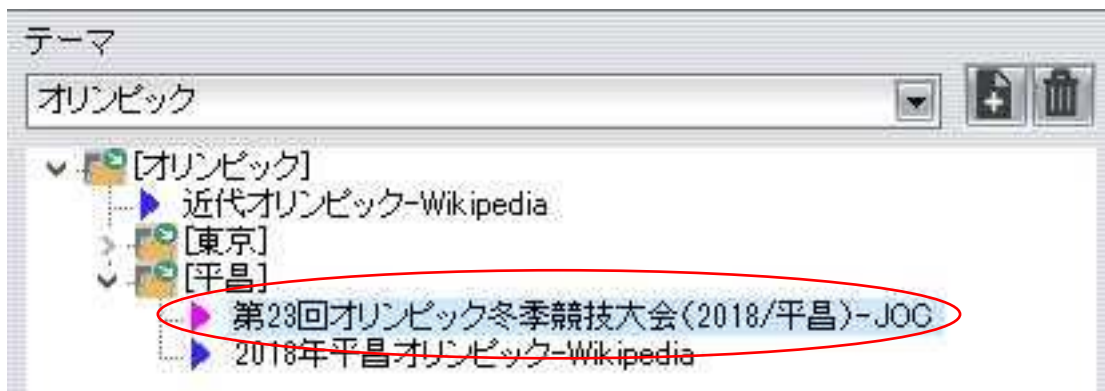 テーマ
オリンピック
[オリンピック]
近代オリンピック-Wikipedia
[東京]
[平昌]
第23回オリンピック冬季競技大会(2018/平昌)-JOC
2018年平昌オリンピック-Wikipedia